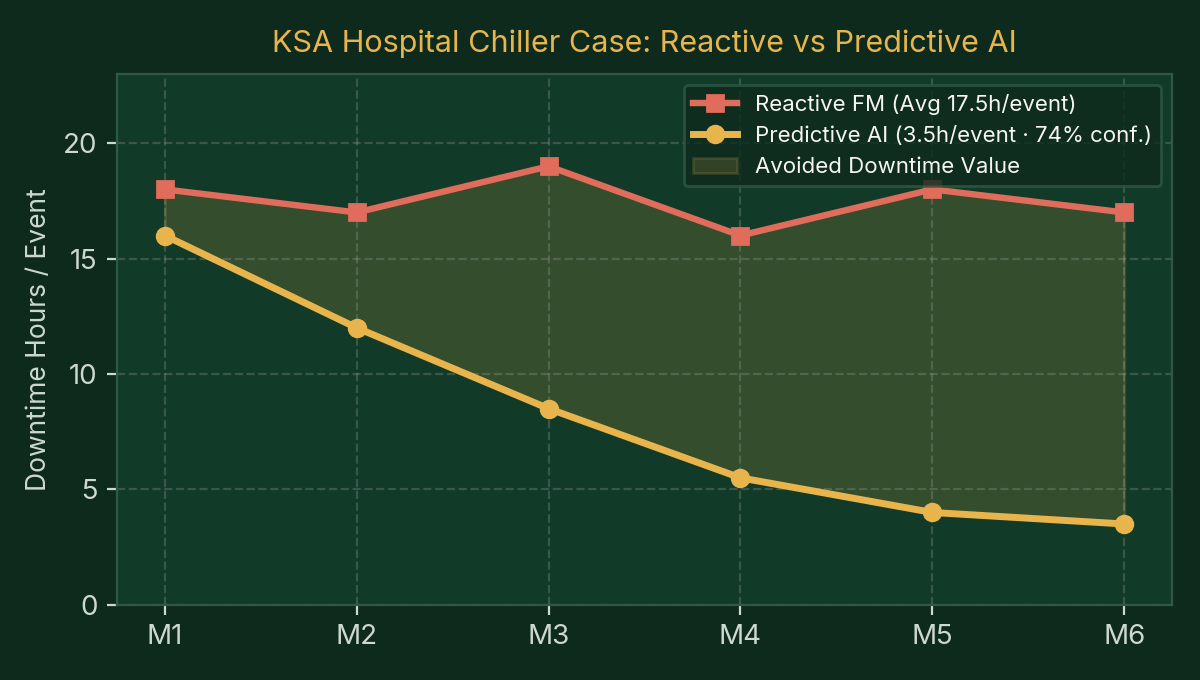 KSA Hospital Chiller Case: Reactive vs Predictive AI
Reactive FM (Avg 17.5h/event)
Predictive AI (3.5h/event · 74% conf.)
Avoided Downtime Value
Downtime Hours / Event
20
15
10
5
0
M1 M2 M3 M4 M5 M6